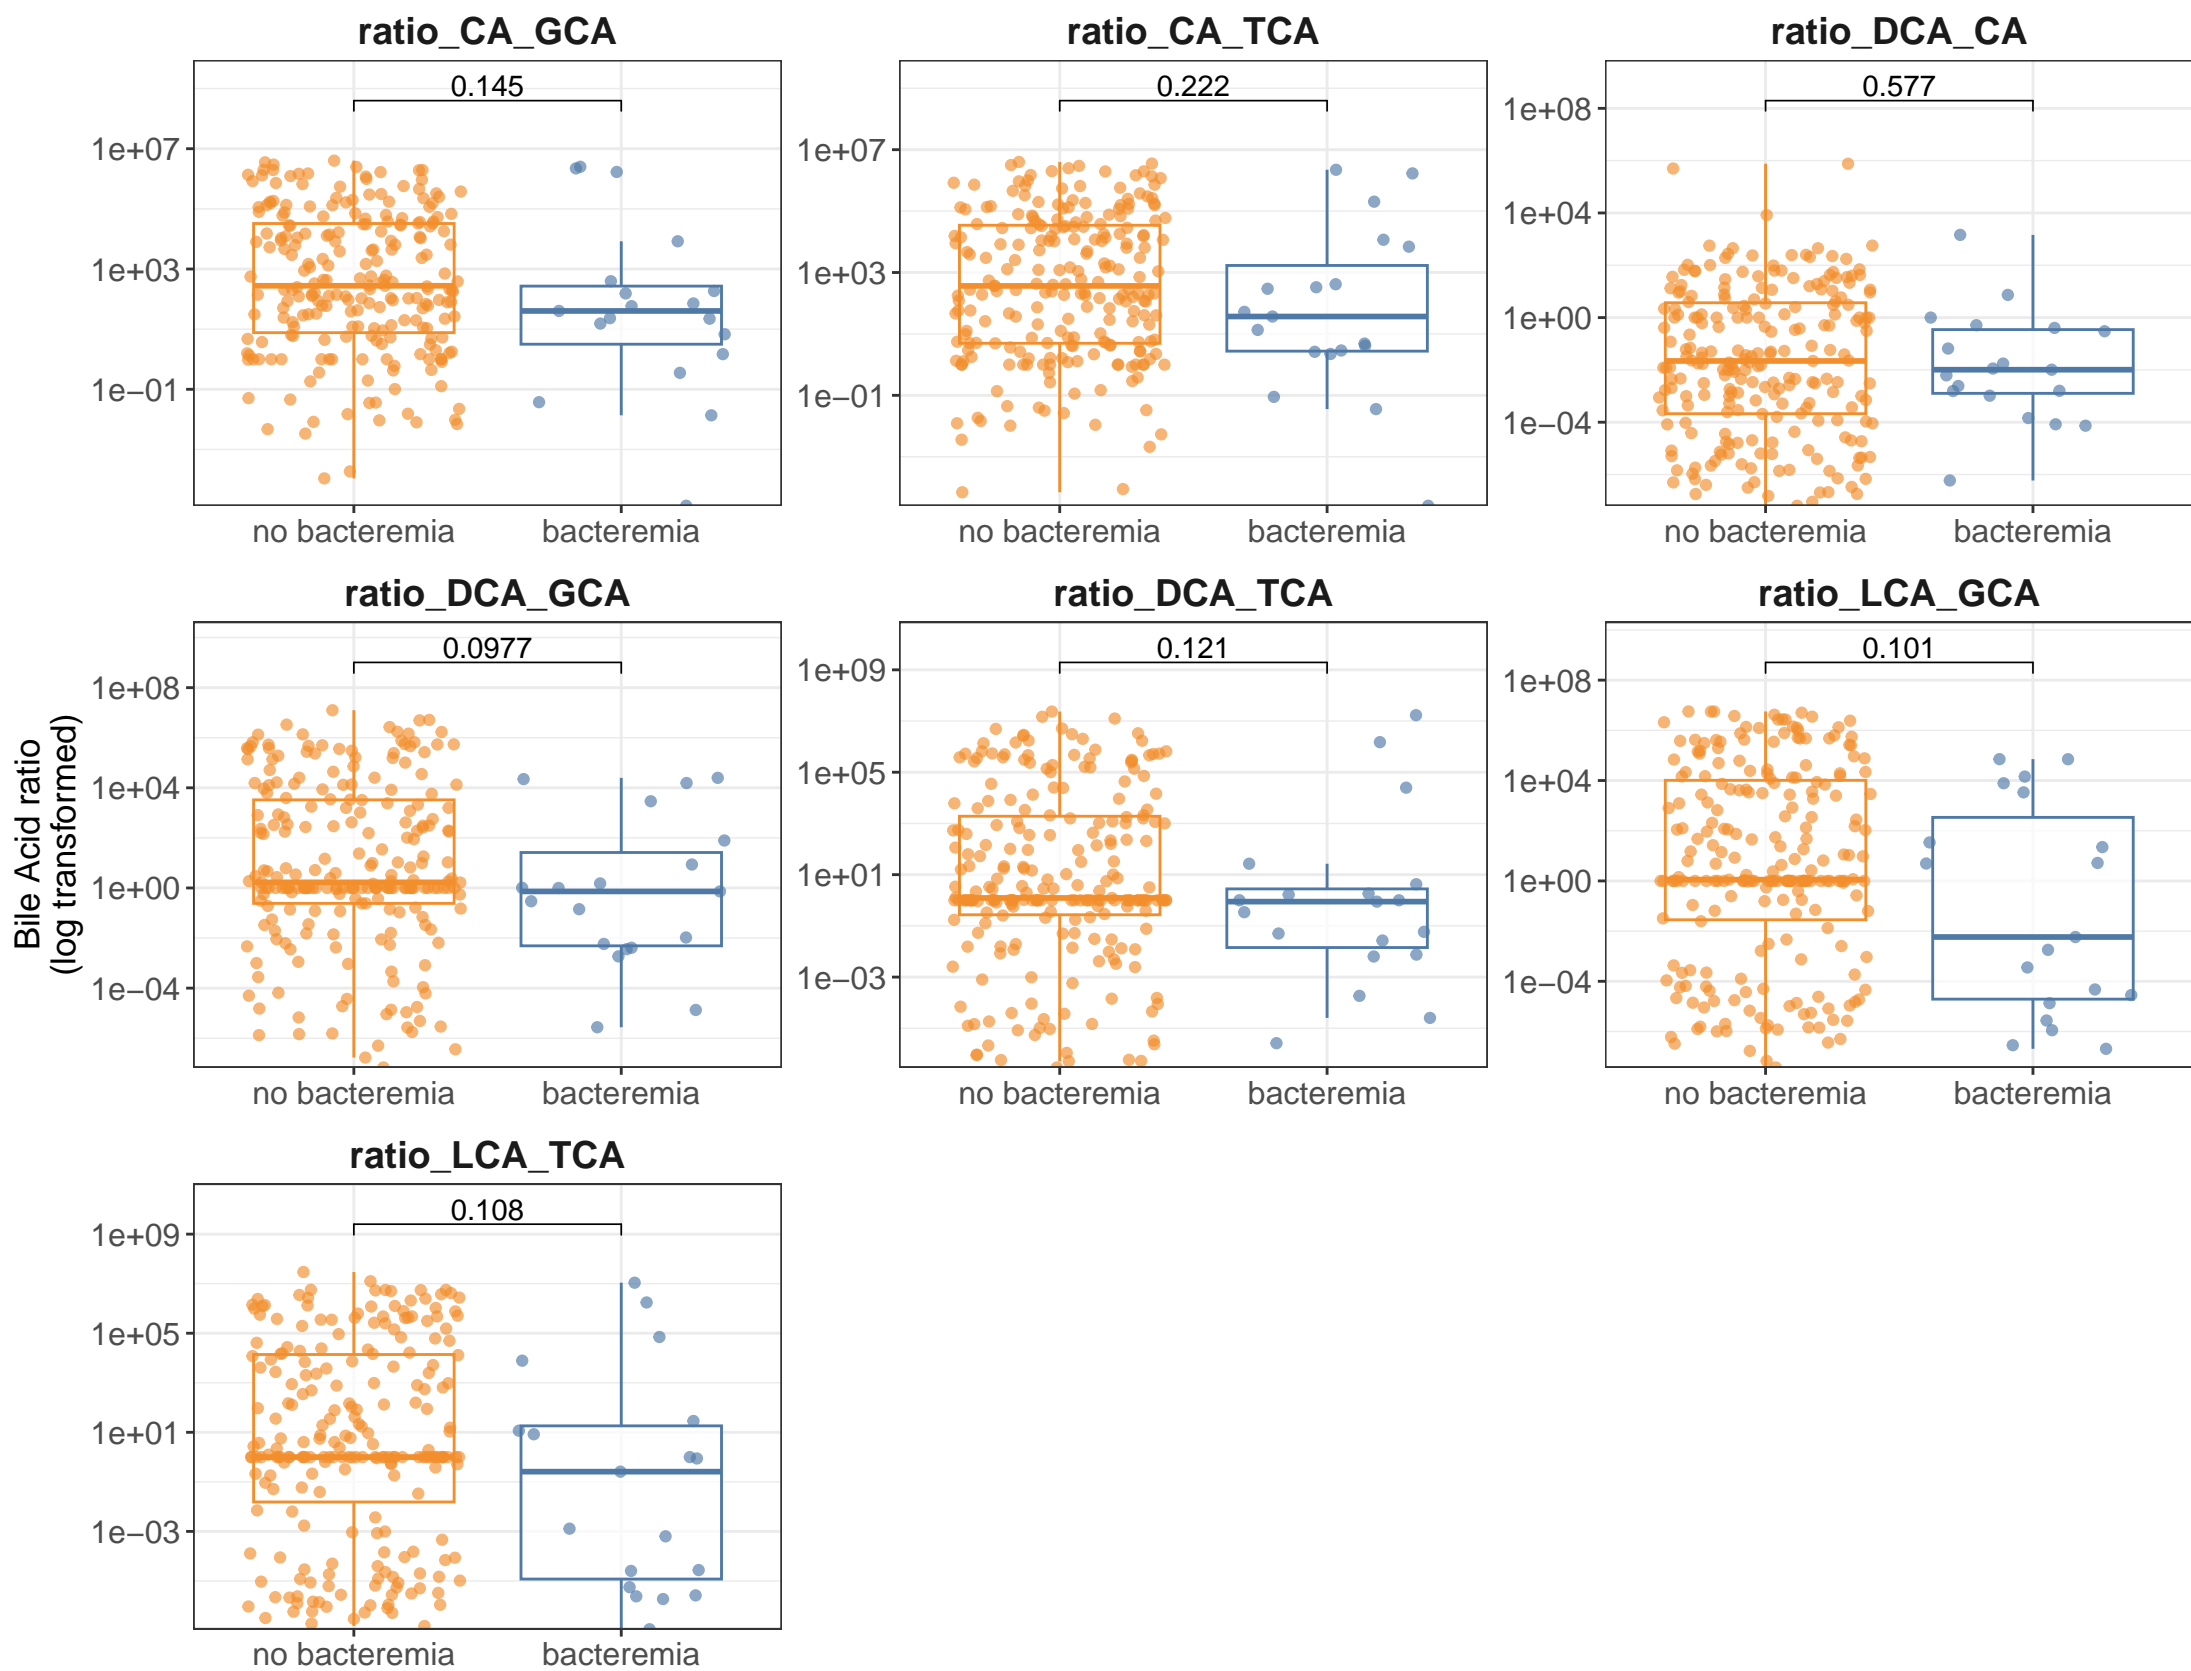 ratio_CA_GCA
0.145
1e+07
1e+03
1e−01
no bacteremia
bacteremia
ratio_CA_TCA
0.222
1e+07
1e+03
1e−01
no bacteremia
bacteremia
ratio_DCA_CA
0.577
1e+08
1e+04
1e+00
1e−04
no bacteremia
bacteremia
Bile Acid ratio
(log transformed)
ratio_DCA_GCA
0.0977
1e+08
1e+04
1e+00
1e−04
no bacteremia
bacteremia
ratio_DCA_TCA
0.121
1e+09
1e+05
1e+01
1e−03
no bacteremia
bacteremia
ratio_LCA_GCA
0.101
1e+08
1e+04
1e+00
1e−04
no bacteremia
bacteremia
ratio_LCA_TCA
0.108
1e+09
1e+05
1e+01
1e−03
no bacteremia
bacteremia